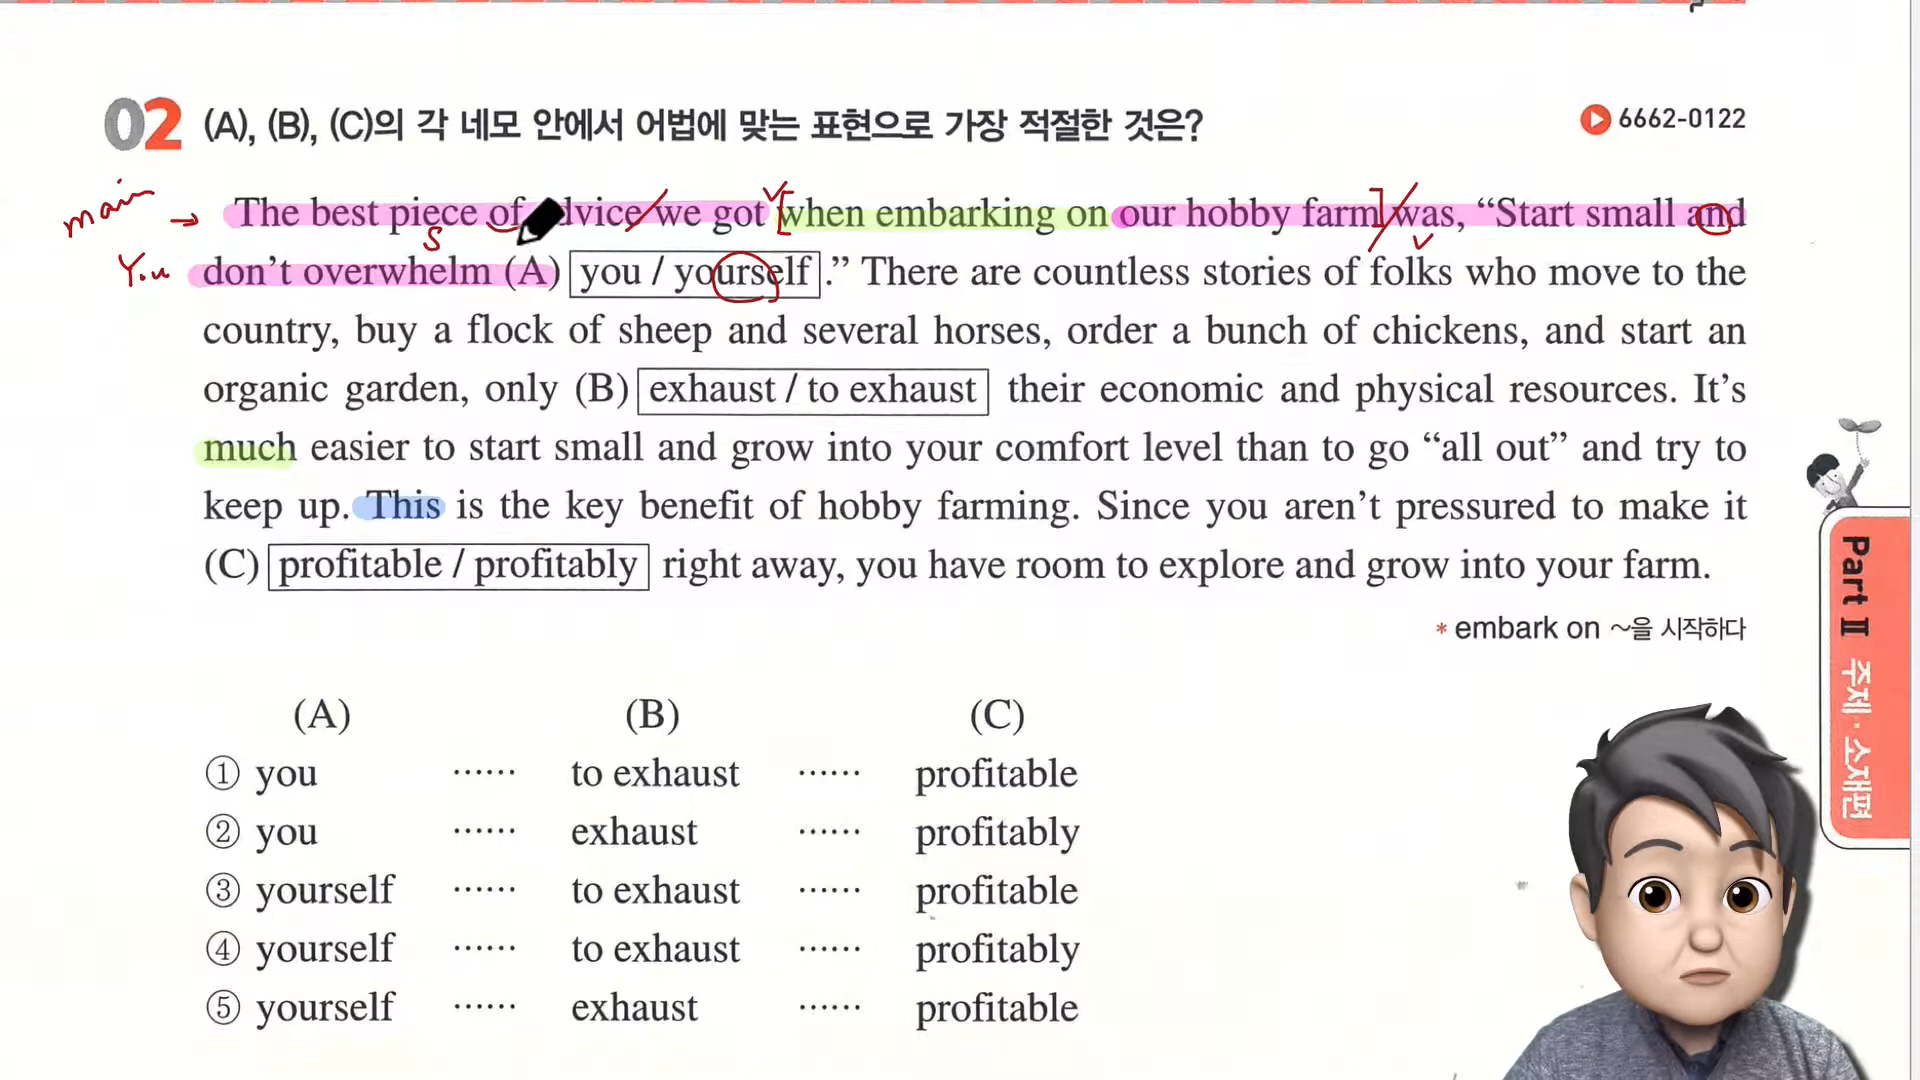 02 (A), (B), (C)의 각 네모 안에서 어법에 맞는 표현으로 가장 적절한 것은?
6662-0122
main →
The best piece of advice we got when embarking on our hobby farm was, “Start small and
S
V
You
don’t overwhelm (A) you / yourself .” There are countless stories of folks who move to the
country, buy a flock of sheep and several horses, order a bunch of chickens, and start an
organic garden, only (B) exhaust / to exhaust their economic and physical resources. It’s
much easier to start small and grow into your comfort level than to go “all out” and try to
keep up. This is the key benefit of hobby farming. Since you aren’t pressured to make it
(C) profitable / profitably right away, you have room to explore and grow into your farm.
* embark on ~을 시작하다
(A) (B) (C)
① you ······ to exhaust ······ profitable
② you ······ exhaust ······ profitably
③ yourself ······ to exhaust ······ profitable
④ yourself ······ to exhaust ······ profitably
⑤ yourself ······ exhaust ······ profitable
Part Ⅱ 주제·소재편